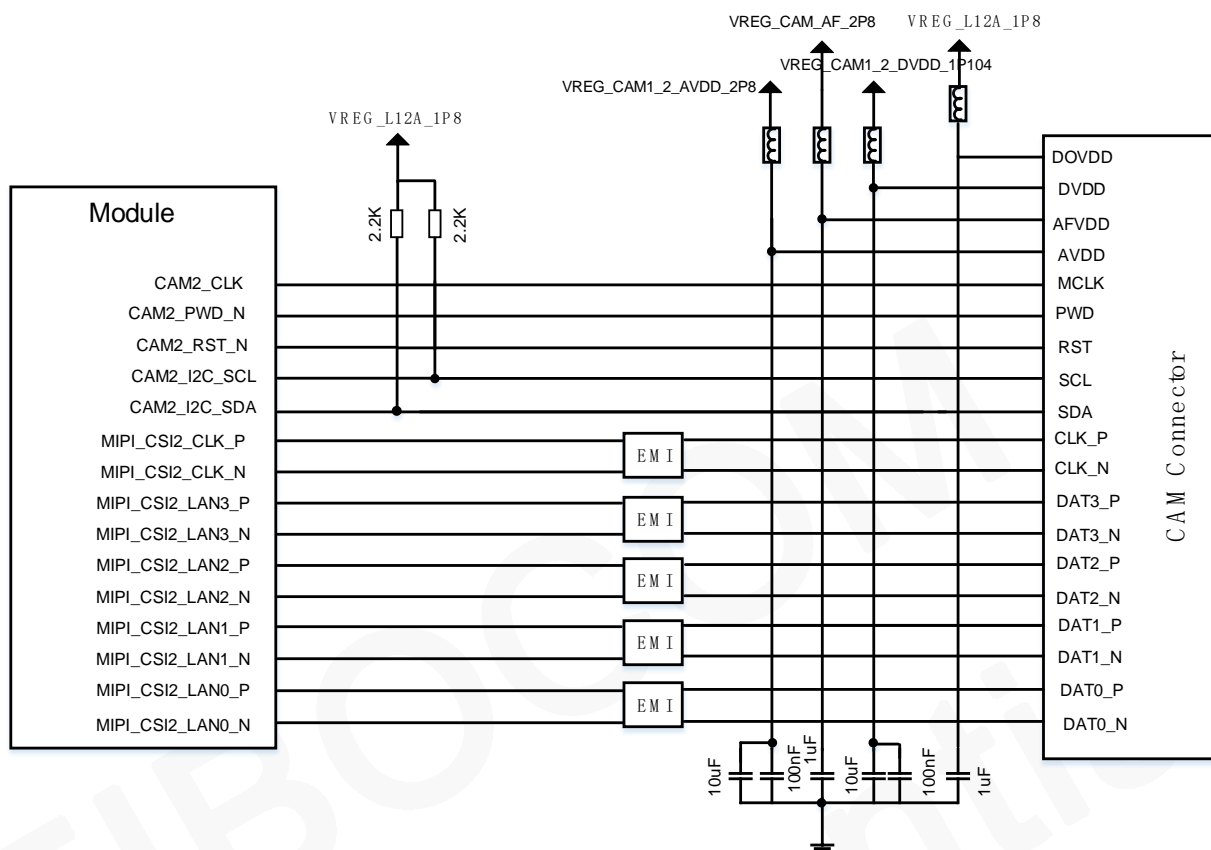 VREG_CAM_AF_2P8
VREG_L12A_1P8
VREG_CAM1_2_DVDD_1P104
VREG_CAM1_2_AVDD_2P8
VREG_L12A_1P8
2.2K
2.2K
Module
CAM2_CLK
CAM2_PWD_N
CAM2_RST_N
CAM2_I2C_SCL
CAM2_I2C_SDA
MIPI_CSI2_CLK_P
MIPI_CSI2_CLK_N
MIPI_CSI2_LAN3_P
MIPI_CSI2_LAN3_N
MIPI_CSI2_LAN2_P
MIPI_CSI2_LAN2_N
MIPI_CSI2_LAN1_P
MIPI_CSI2_LAN1_N
MIPI_CSI2_LAN0_P
MIPI_CSI2_LAN0_N
EMI
EMI
EMI
EMI
EMI
DOVDD
DVDD
AFVDD
AVDD
MCLK
PWD
RST
SCL
SDA
CLK_P
CLK_N
DAT3_P
DAT3_N
DAT2_P
DAT2_N
DAT1_P
DAT1_N
DAT0_P
DAT0_N
CAM Connector
10uF
100nF
1uF
10uF
100nF
1uF
FIBOCOM